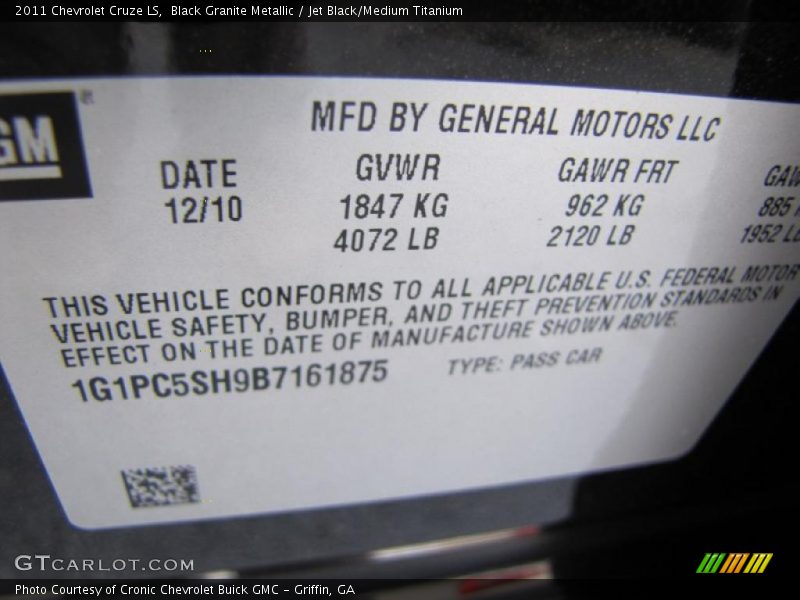 2011 Chevrolet Cruze LS,  Black Granite Metallic / Jet Black/Medium Titanium
GM ®
MFD BY GENERAL MOTORS LLC
DATE GVWR GAWR FRT
12/10 1847 KG 962 KG 885
4072 LB 2120 LB 1952 LB
THIS VEHICLE CONFORMS TO ALL APPLICABLE U.S. FEDERAL MOTOR
VEHICLE SAFETY, BUMPER, AND THEFT PREVENTION STANDARDS IN
EFFECT ON THE DATE OF MANUFACTURE SHOWN ABOVE.
1G1PC5SH9B7161875 TYPE: PASS CAR
GTCARLOT.COM
Photo Courtesy of Cronic Chevrolet Buick GMC – Griffin, GA